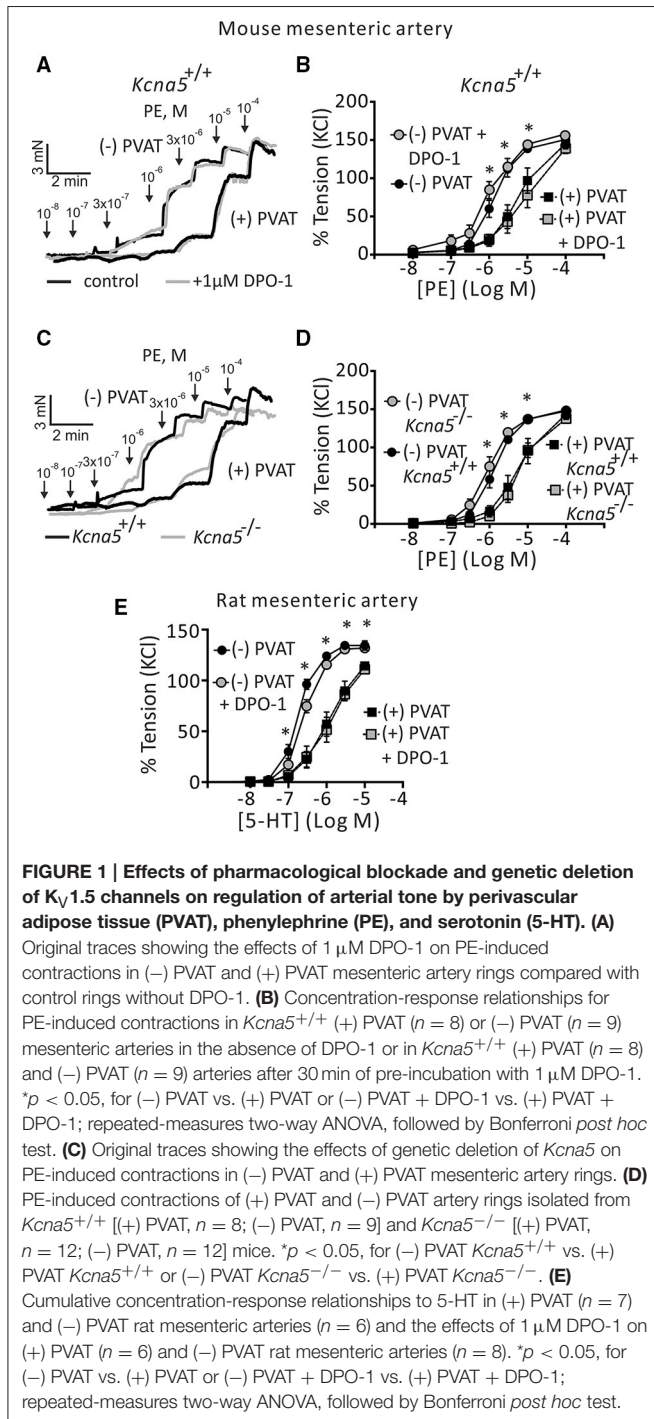 Mouse mesenteric artery
A
Kcna5+/+
PE, M
10-8
10-7
3x10-7
10-6
3x10-6
10-5
10-4
(-) PVAT
(+) PVAT
3 mN
2 min
control
+1μM DPO-1
B
Kcna5+/+
% Tension (KCl)
200
150
100
50
0
(-) PVAT +
DPO-1
(-) PVAT
* * *
(+) PVAT
(+) PVAT
+ DPO-1
-8 -7 -6 -5 -4
[PE] (Log M)
C
PE, M
10-8
10-7
3x10-7
10-6
3x10-6
10-5
10-4
(-) PVAT
(+) PVAT
3 mN
2 min
Kcna5+/+
Kcna5-/-
D
% Tension (KCl)
200
150
100
50
0
(-) PVAT
Kcna5-/-
(-) PVAT
Kcna5+/+
* * *
(+) PVAT
Kcna5+/+
(+) PVAT
Kcna5-/-
-8 -7 -6 -5 -4
[PE] (Log M)
Rat mesenteric artery
E
% Tension (KCl)
150
100
50
0
(-) PVAT
(-) PVAT
+ DPO-1
* * * * *
(+) PVAT
(+) PVAT
+ DPO-1
-8 -7 -6 -5 -4
[5-HT] (Log M)
FIGURE 1 | Effects of pharmacological blockade and genetic deletion
of KV1.5 channels on regulation of arterial tone by perivascular
adipose tissue (PVAT), phenylephrine (PE), and serotonin (5-HT). (A)
Original traces showing the effects of 1 μM DPO-1 on PE-induced
contractions in (−) PVAT and (+) PVAT mesenteric artery rings compared with
control rings without DPO-1. (B) Concentration-response relationships for
PE-induced contractions in Kcna5+/+ (+) PVAT (n = 8) or (−) PVAT (n = 9)
mesenteric arteries in the absence of DPO-1 or in Kcna5+/+ (+) PVAT (n = 8)
and (−) PVAT (n = 9) arteries after 30 min of pre-incubation with 1 μM DPO-1.
*p < 0.05, for (−) PVAT vs. (+) PVAT or (−) PVAT + DPO-1 vs. (+) PVAT +
DPO-1; repeated-measures two-way ANOVA, followed by Bonferroni post hoc
test. (C) Original traces showing the effects of genetic deletion of Kcna5 on
PE-induced contractions in (−) PVAT and (+) PVAT mesenteric artery rings. (D)
PE-induced contractions of (+) PVAT and (−) PVAT artery rings isolated from
Kcna5+/+ [(+) PVAT, n = 8; (−) PVAT, n = 9] and Kcna5−/− [(+) PVAT,
n = 12; (−) PVAT, n = 12] mice. *p < 0.05, for (−) PVAT Kcna5+/+ vs. (+)
PVAT Kcna5+/+ or (−) PVAT Kcna5−/− vs. (+) PVAT Kcna5−/−. (E)
Cumulative concentration-response relationships to 5-HT in (+) PVAT (n = 7)
and (−) PVAT rat mesenteric arteries (n = 6) and the effects of 1 μM DPO-1 on
(+) PVAT (n = 6) and (−) PVAT rat mesenteric arteries (n = 8). *p < 0.05, for
(−) PVAT vs. (+) PVAT or (−) PVAT + DPO-1 vs. (+) PVAT + DPO-1;
repeated-measures two-way ANOVA, followed by Bonferroni post hoc test.